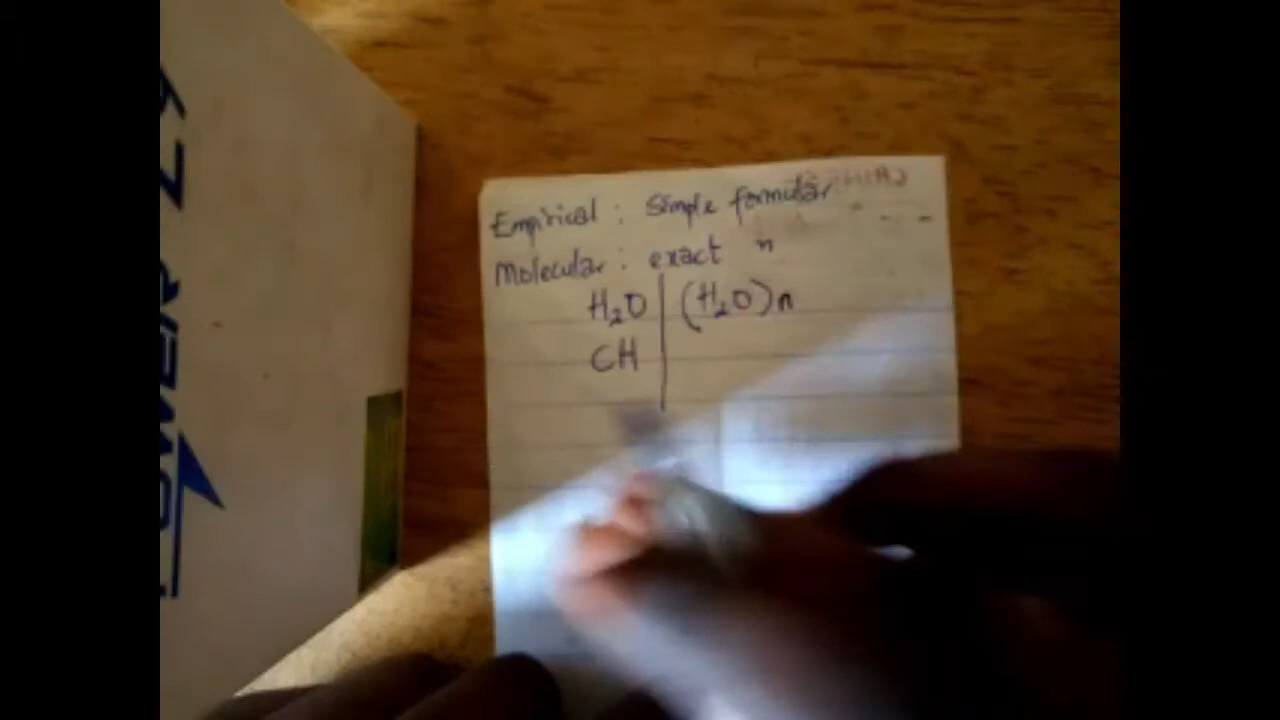 Empirical : Simple formular
Molecular : exact "
H₂O | (H₂O)n
CH